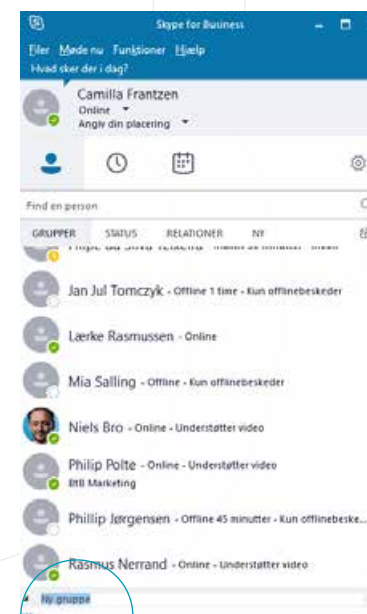 Skype for Business
Filer Møde nu Funktioner Hjælp
Hvad sker der i dag?
Camilla Frantzen
Online
Angiv din placering
Find en person
GRUPPER STATUS RELATIONER NY
Jan Jul Tomczyk - Offline 1 time - Kun offlinebeskeder
Lærke Rasmussen - Online
Mia Salling - Offline - Kun offlinebeskeder
Niels Bro - Online - Understøtter video
Philip Polte - Online - Understøtter video
BtB Marketing
Phillip Jørgensen - Offline 45 minutter - Kun offlinebeske...
Rasmus Nerrand - Online - Understøtter video
Ny gruppe